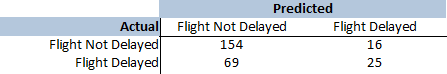 Predicted
Actual Flight Not Delayed Flight Delayed
Flight Not Delayed 154 16
Flight Delayed 69 25